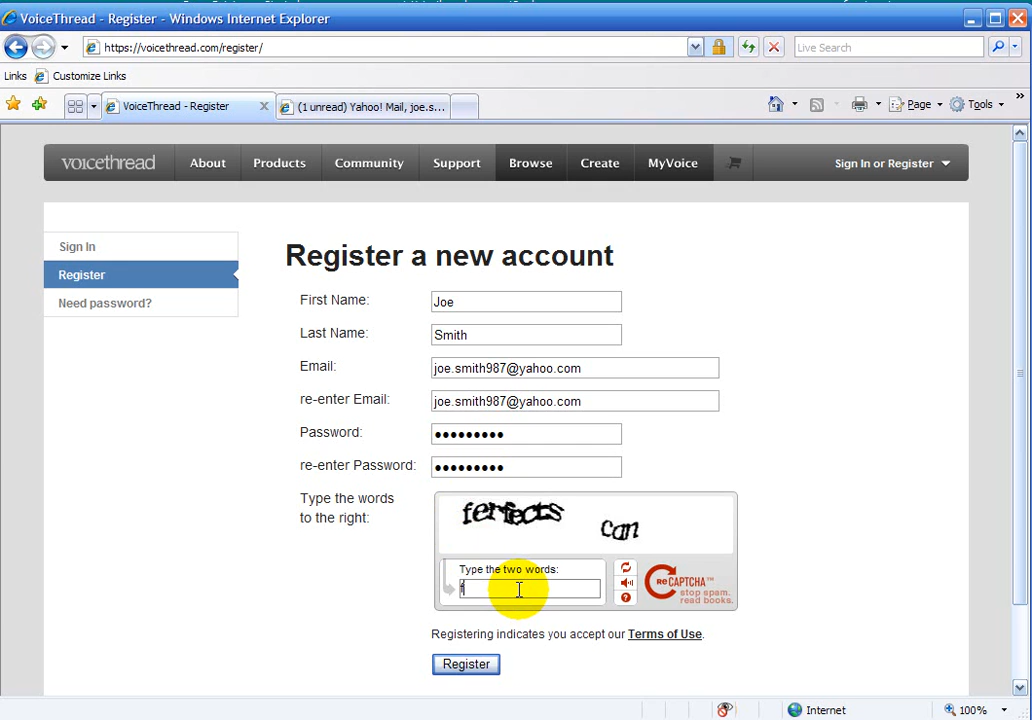 VoiceThread - Register - Windows Internet Explorer
https://voicethread.com/register/
Live Search
Links Customize Links
VoiceThread - Register (1 unread) Yahoo! Mail, joe.s... Page Tools »
voicethread About Products Community Support Browse Create MyVoice Sign In or Register
Sign In
Register
Need password?
Register a new account
First Name: Joe
Last Name: Smith
Email: joe.smith987@yahoo.com
re-enter Email: joe.smith987@yahoo.com
Password: •••••••••
re-enter Password: •••••••••
Type the words
to the right:
ferfects can
Type the two words:
f
reCAPTCHA™
stop spam.
read books.
Registering indicates you accept our Terms of Use.
Register
Internet 100%